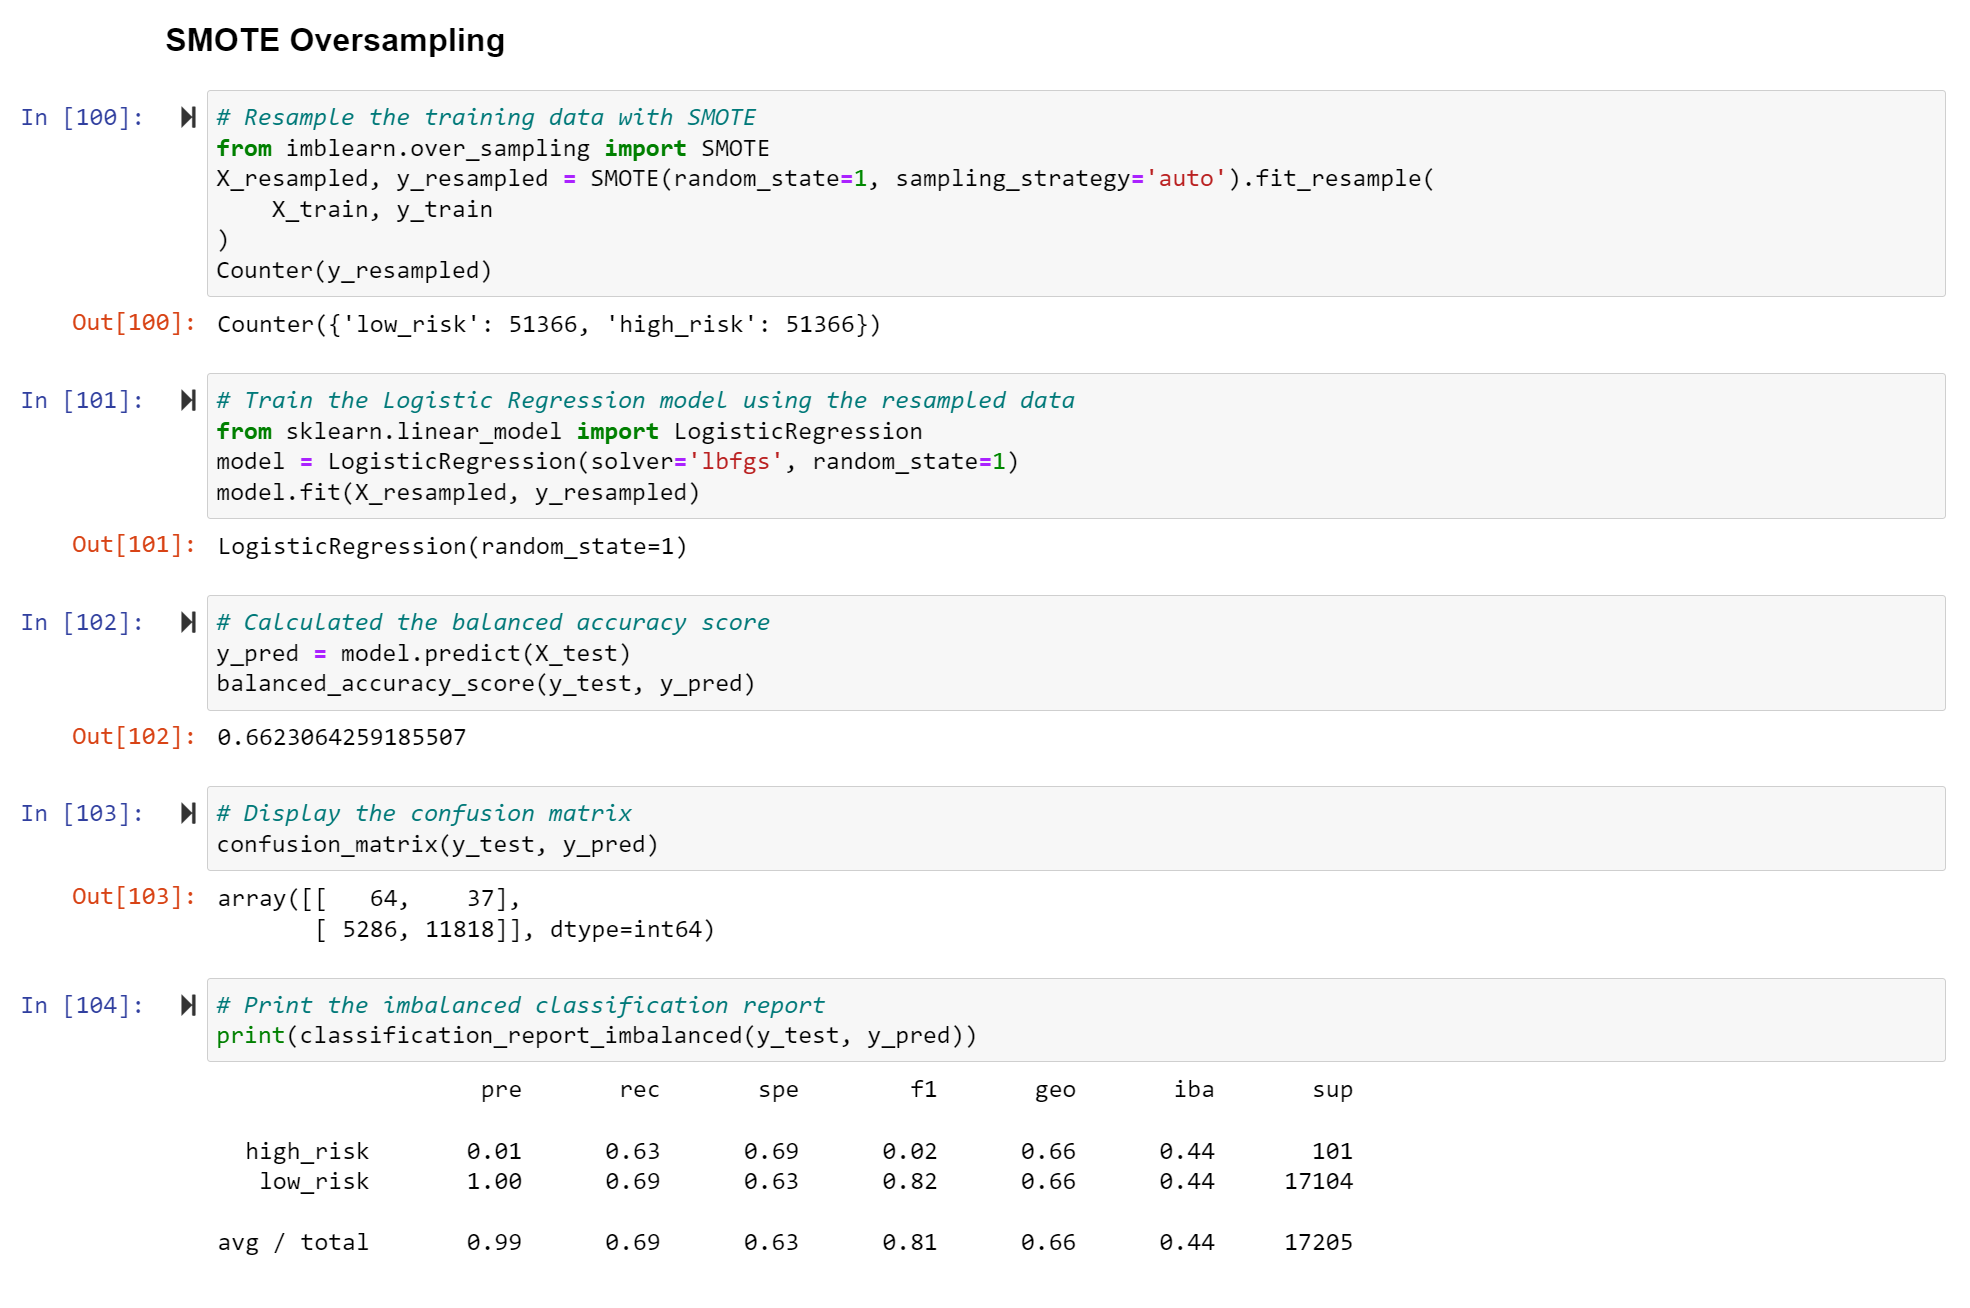 SMOTE Oversampling
In [100]:
# Resample the training data with SMOTE
from imblearn.over_sampling import SMOTE
X_resampled, y_resampled = SMOTE(random_state=1, sampling_strategy='auto').fit_resample(
    X_train, y_train
)
Counter(y_resampled)
Out[100]: Counter({'low_risk': 51366, 'high_risk': 51366})
In [101]:
# Train the Logistic Regression model using the resampled data
from sklearn.linear_model import LogisticRegression
model = LogisticRegression(solver='lbfgs', random_state=1)
model.fit(X_resampled, y_resampled)
Out[101]: LogisticRegression(random_state=1)
In [102]:
# Calculated the balanced accuracy score
y_pred = model.predict(X_test)
balanced_accuracy_score(y_test, y_pred)
Out[102]: 0.6623064259185507
In [103]:
# Display the confusion matrix
confusion_matrix(y_test, y_pred)
Out[103]: array([[   64,    37],
       [ 5286, 11818]], dtype=int64)
In [104]:
# Print the imbalanced classification report
print(classification_report_imbalanced(y_test, y_pred))
                   pre       rec       spe        f1       geo       iba       sup
  high_risk       0.01      0.63      0.69      0.02      0.66      0.44       101
   low_risk       1.00      0.69      0.63      0.82      0.66      0.44     17104
avg / total       0.99      0.69      0.63      0.81      0.66      0.44     17205